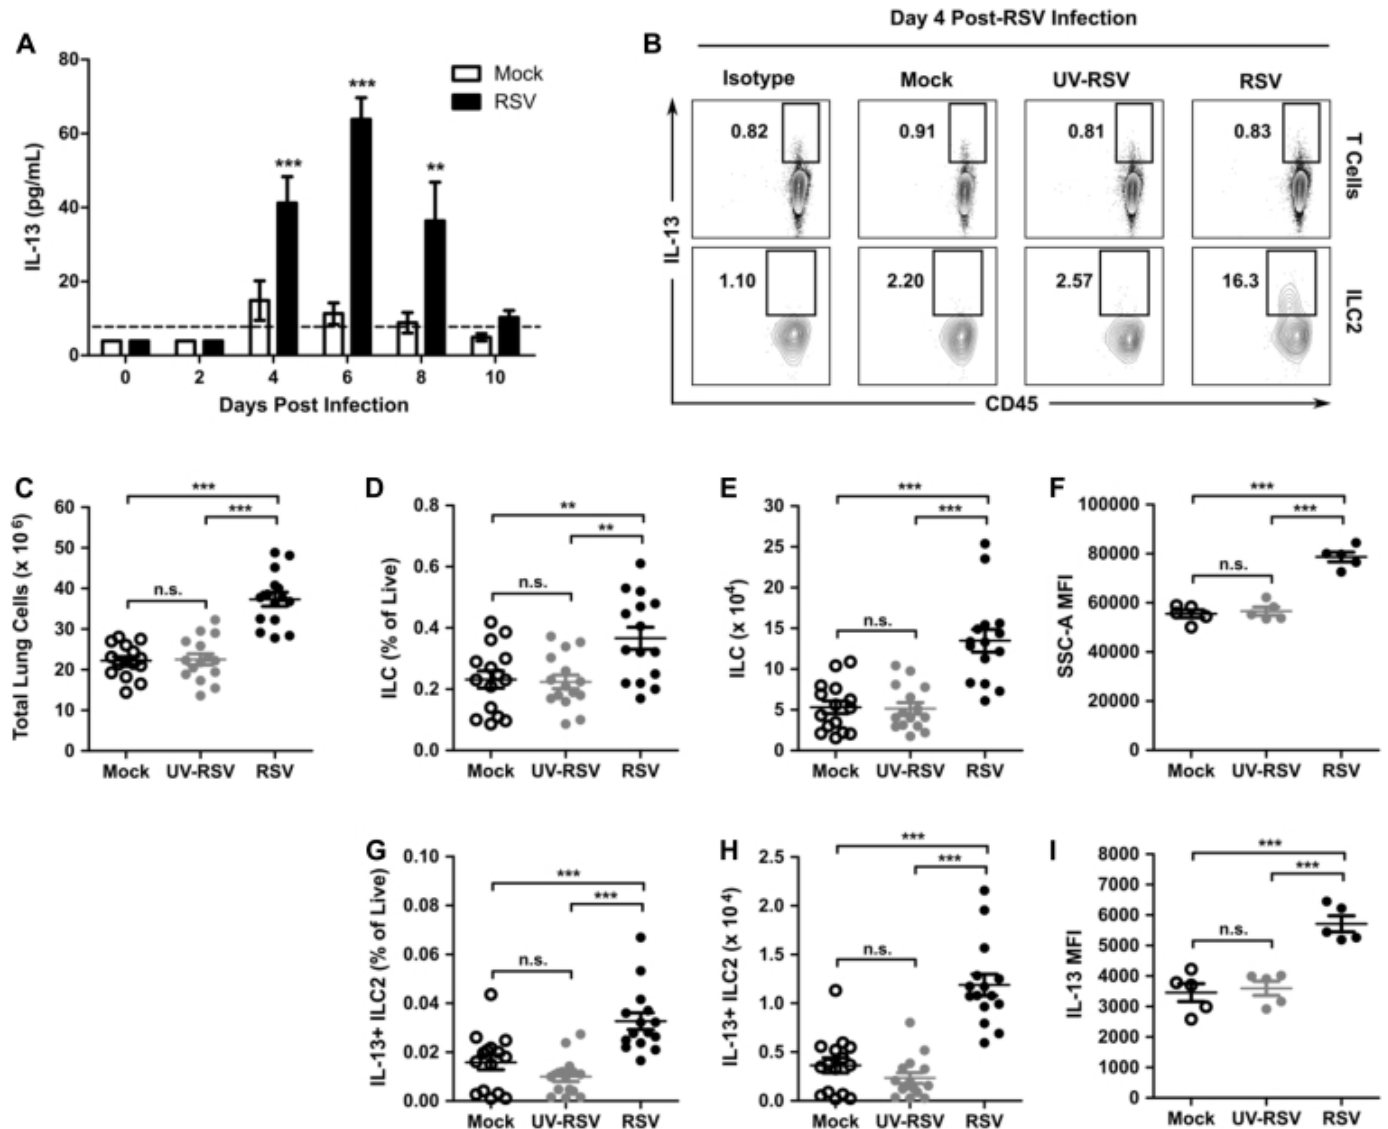 A
80
60
40
20
0
IL-13 (pg/mL)
Mock
RSV
***
***
**
0 2 4 6 8 10
Days Post Infection
B
Day 4 Post-RSV Infection
Isotype Mock UV-RSV RSV
0.82 0.91 0.81 0.83
T Cells
1.10 2.20 2.57 16.3
ILC2
IL-13
CD45
C
Total Lung Cells (x 10⁶)
60
50
40
30
20
10
0
***
***
n.s.
Mock UV-RSV RSV
D
ILC (% of Live)
0.8
0.6
0.4
0.2
0.0
**
**
n.s.
Mock UV-RSV RSV
E
ILC (x 10⁴)
30
25
20
15
10
5
0
***
***
n.s.
Mock UV-RSV RSV
F
SSC-A MFI
100000
80000
60000
40000
20000
0
***
***
n.s.
Mock UV-RSV RSV
G
IL-13+ ILC2 (% of Live)
0.10
0.08
0.06
0.04
0.02
0.00
***
***
n.s.
Mock UV-RSV RSV
H
IL-13+ ILC2 (x 10⁴)
2.5
2.0
1.5
1.0
0.5
0.0
***
***
n.s.
Mock UV-RSV RSV
I
IL-13 MFI
8000
7000
6000
5000
4000
3000
2000
1000
0
***
***
n.s.
Mock UV-RSV RSV